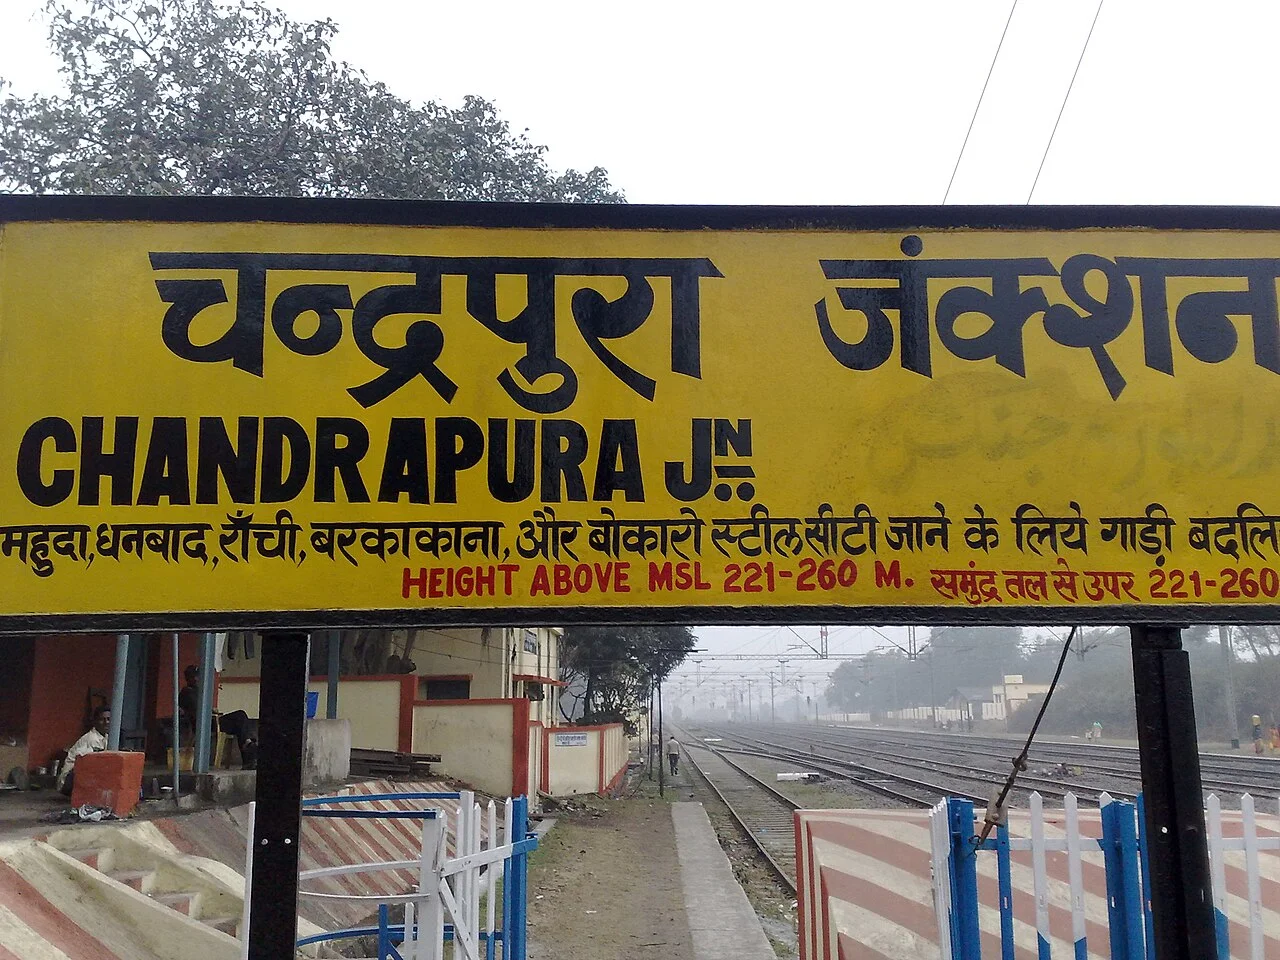 चन्द्रपुरा जंक्शन
CHANDRAPURA JN
महुदा,धनबाद,राँची,बरकाकाना,और बोकारो स्टीलसीटी जाने के लिये गाड़ी बदलि
HEIGHT ABOVE MSL 221-260 M. समुंद्र तल से उपर 221-260